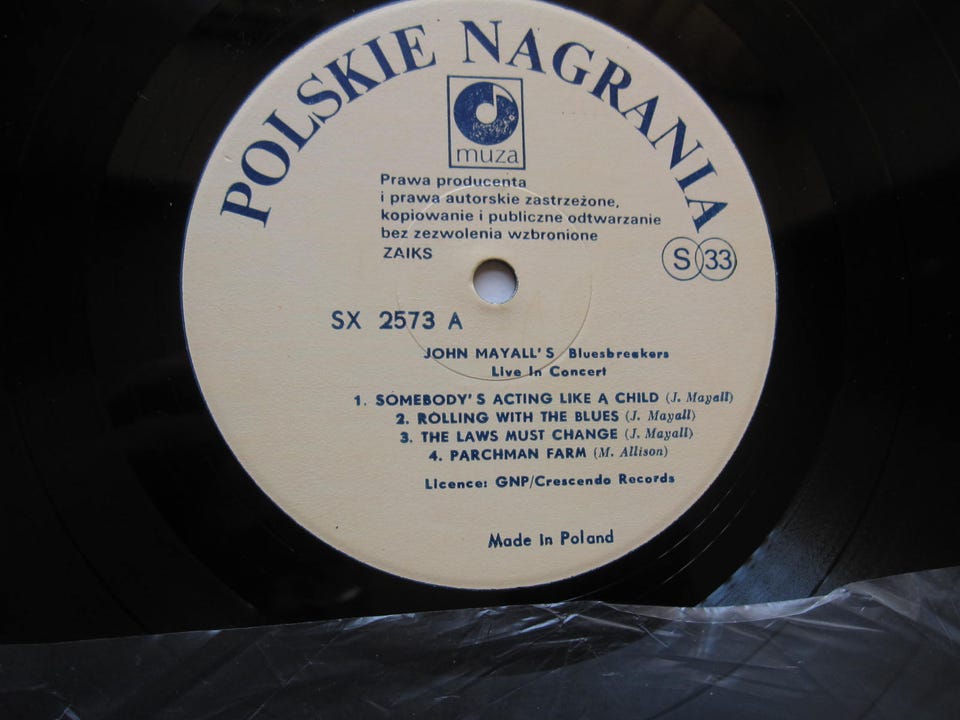 POLSKIE NAGRANIA
muza
Prawa producenta
i prawa autorskie zastrzeżone,
kopiowanie i publiczne odtwarzanie
bez zezwolenia wzbronione
ZAIKS
S 33
SX 2573 A
JOHN MAYALL'S Bluesbreakers
Live In Concert
1. SOMEBODY'S ACTING LIKE A CHILD (J. Mayall)
2. ROLLING WITH THE BLUES (J. Mayall)
3. THE LAWS MUST CHANGE (J. Mayall)
4. PARCHMAN FARM (M. Allison)
Licence: GNP/Crescendo Records
Made in Poland